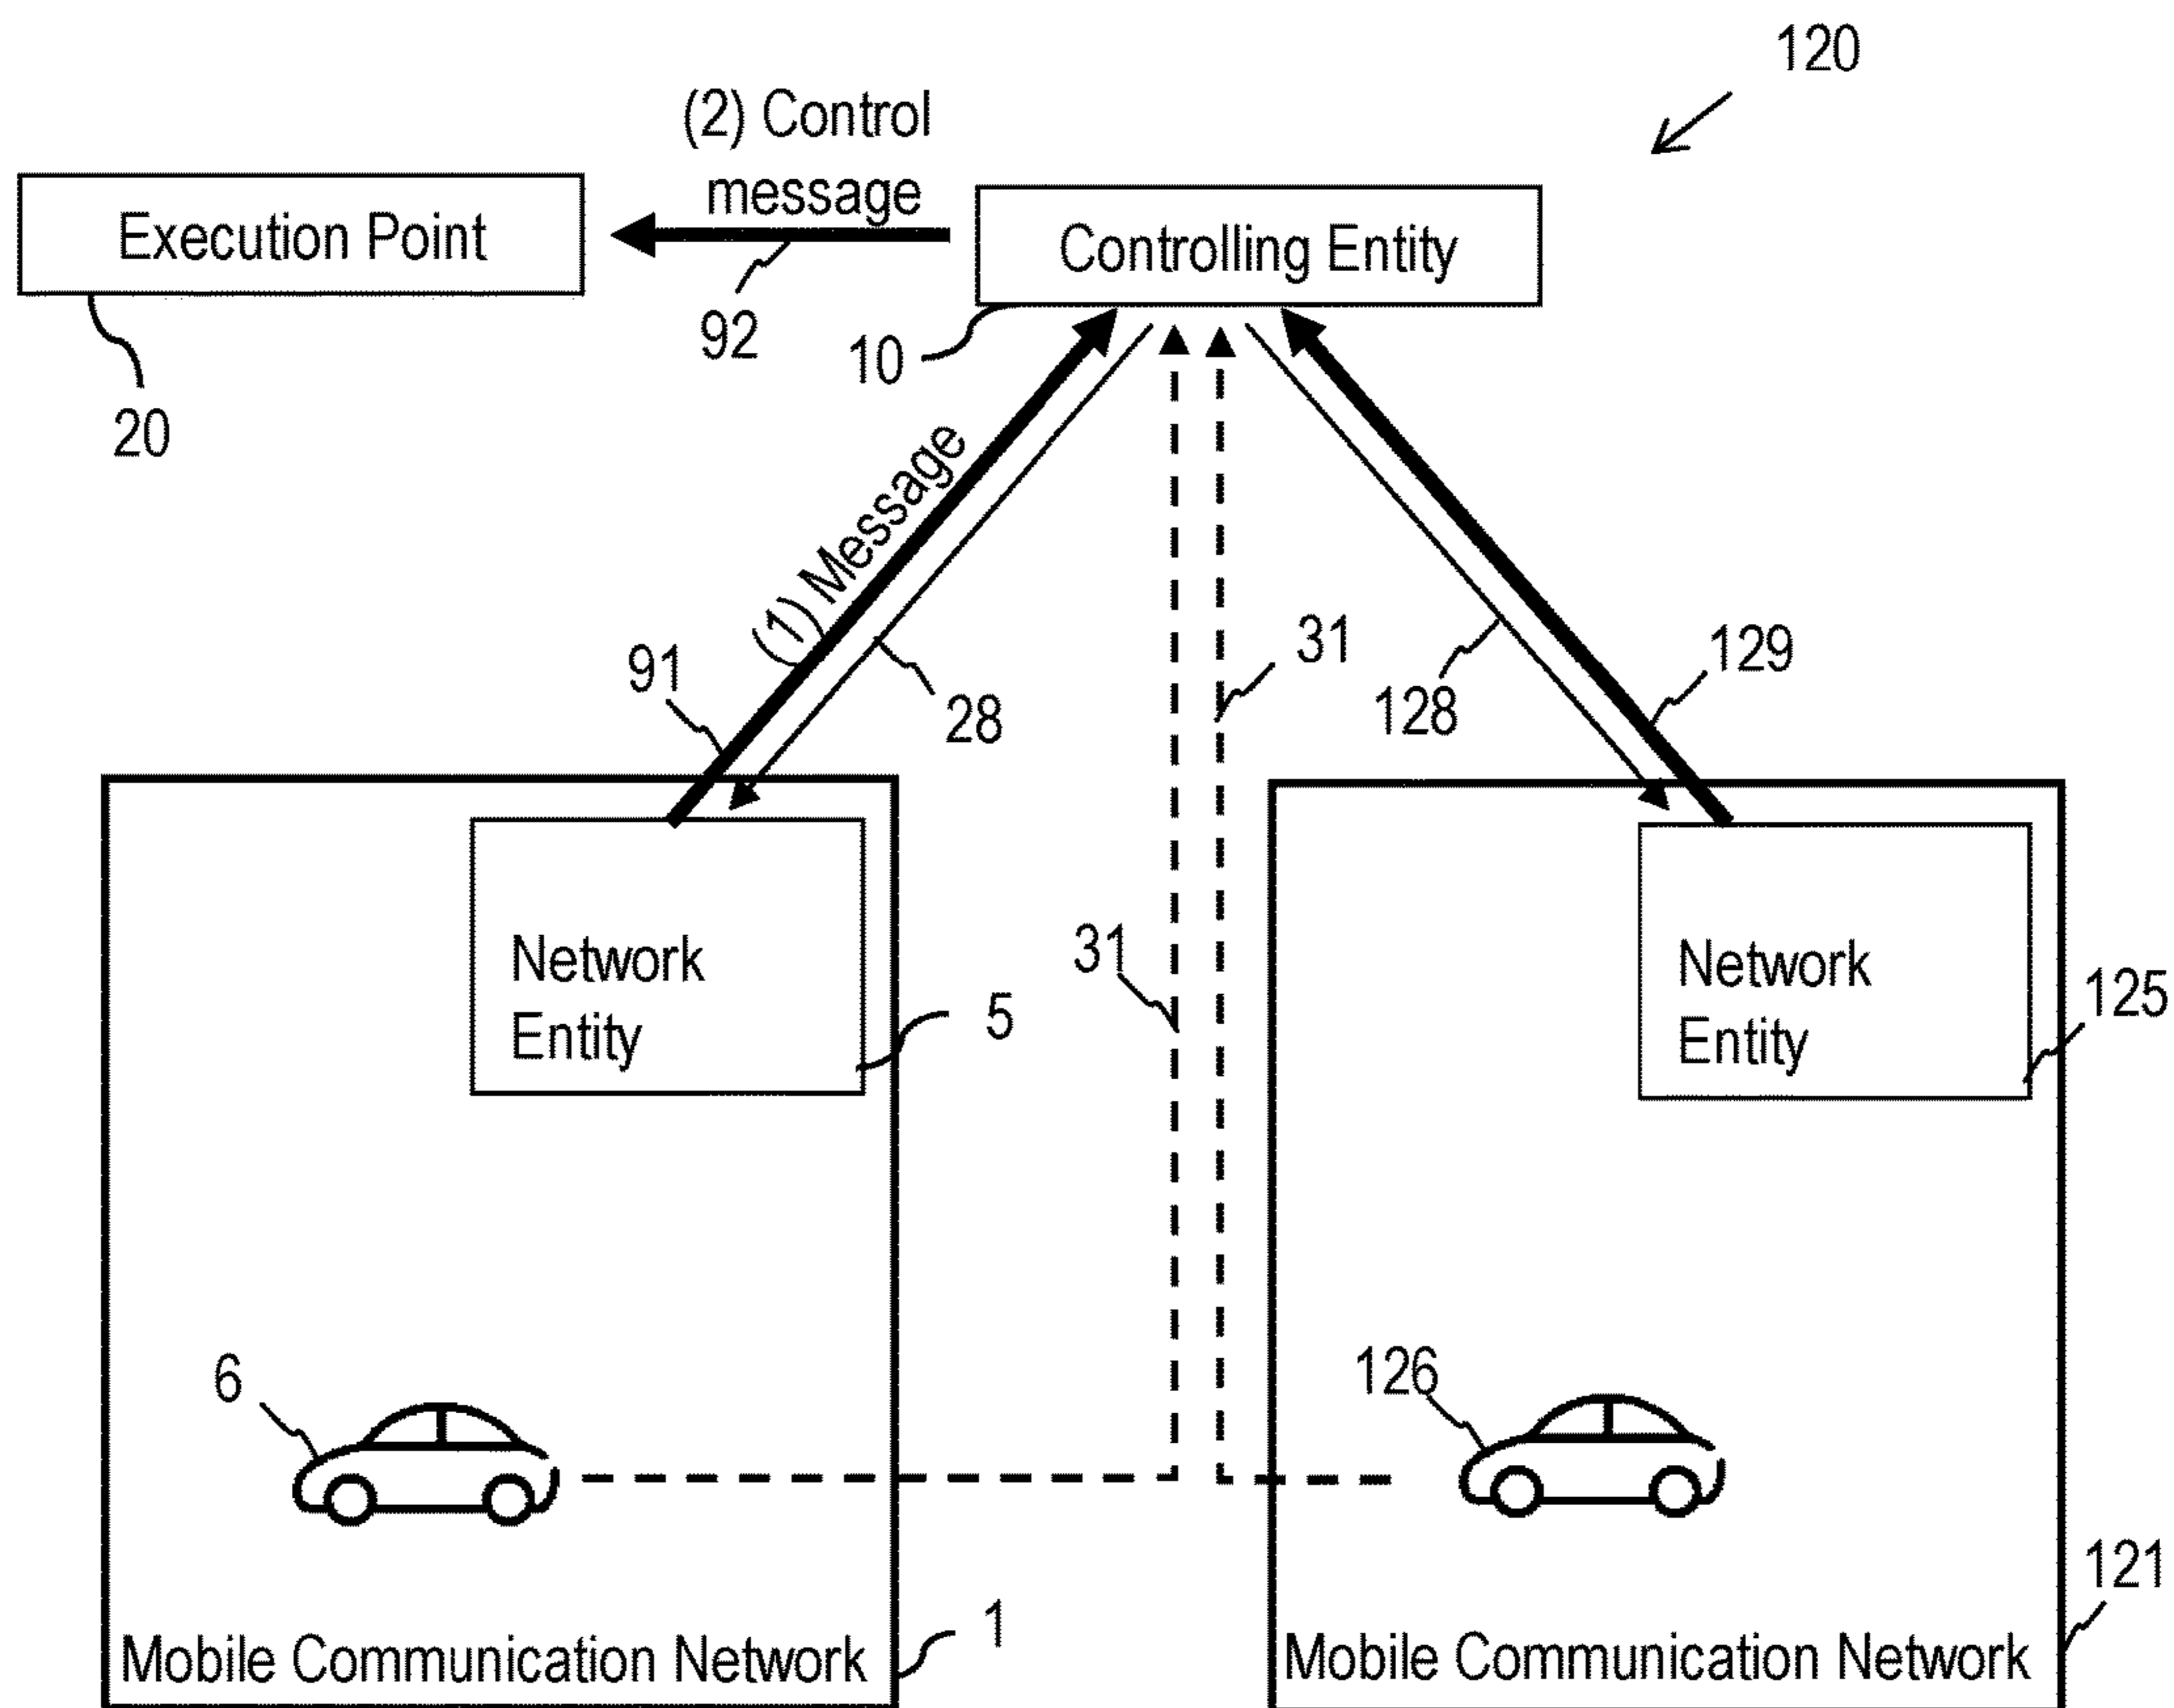 120
(2) Control
message
Execution Point
Controlling Entity
92
10
20
(1) Message
91
28
31
128
129
31
Network
Entity
5
Network
Entity
125
6
126
1
121
Mobile Communication Network
Mobile Communication Network